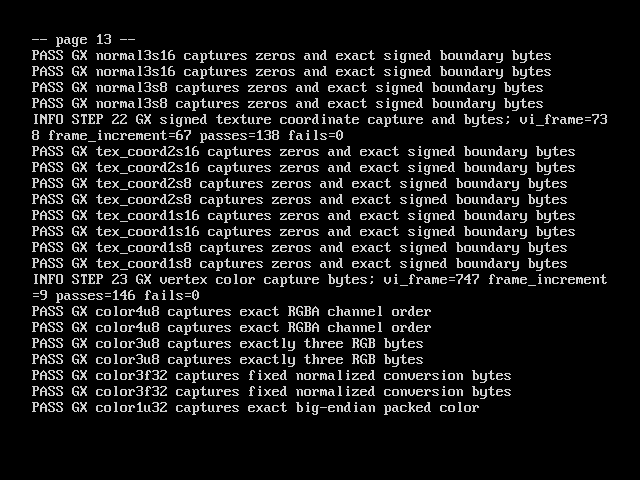 -- page 13 --
PASS GX normal3s16 captures zeros and exact signed boundary bytes
PASS GX normal3s16 captures zeros and exact signed boundary bytes
PASS GX normal3s8 captures zeros and exact signed boundary bytes
PASS GX normal3s8 captures zeros and exact signed boundary bytes
INFO STEP 22 GX signed texture coordinate capture and bytes; vi_frame=73
8 frame_increment=67 passes=138 fails=0
PASS GX tex_coord2s16 captures zeros and exact signed boundary bytes
PASS GX tex_coord2s16 captures zeros and exact signed boundary bytes
PASS GX tex_coord2s8 captures zeros and exact signed boundary bytes
PASS GX tex_coord2s8 captures zeros and exact signed boundary bytes
PASS GX tex_coord1s16 captures zeros and exact signed boundary bytes
PASS GX tex_coord1s16 captures zeros and exact signed boundary bytes
PASS GX tex_coord1s8 captures zeros and exact signed boundary bytes
PASS GX tex_coord1s8 captures zeros and exact signed boundary bytes
INFO STEP 23 GX vertex color capture bytes; vi_frame=747 frame_increment
=9 passes=146 fails=0
PASS GX color4u8 captures exact RGBA channel order
PASS GX color4u8 captures exact RGBA channel order
PASS GX color3u8 captures exactly three RGB bytes
PASS GX color3u8 captures exactly three RGB bytes
PASS GX color3f32 captures fixed normalized conversion bytes
PASS GX color3f32 captures fixed normalized conversion bytes
PASS GX color1u32 captures exact big-endian packed color